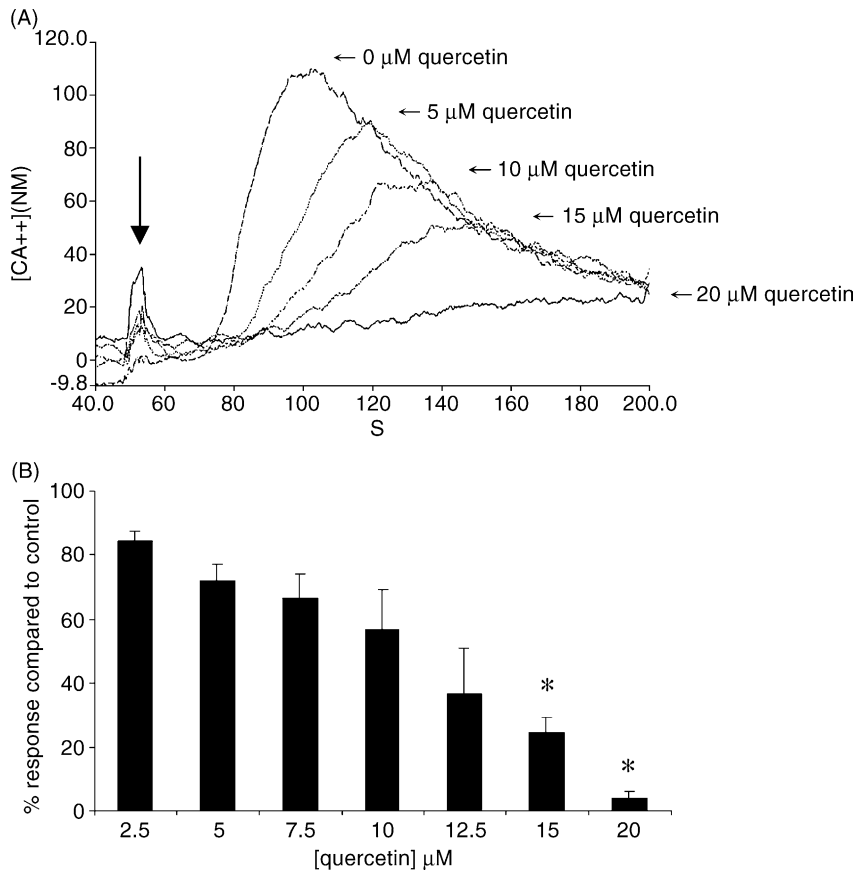 (A)
120.0
100
80
60
40
20
0
-9.8
[CA++](NM)
← 0 μM quercetin
← 5 μM quercetin
← 10 μM quercetin
← 15 μM quercetin
← 20 μM quercetin
40.0 60 80 100 120 140 160 180 200.0
S
(B)
100
80
60
40
20
0
% response compared to control
*
*
2.5 5 7.5 10 12.5 15 20
[quercetin] μM